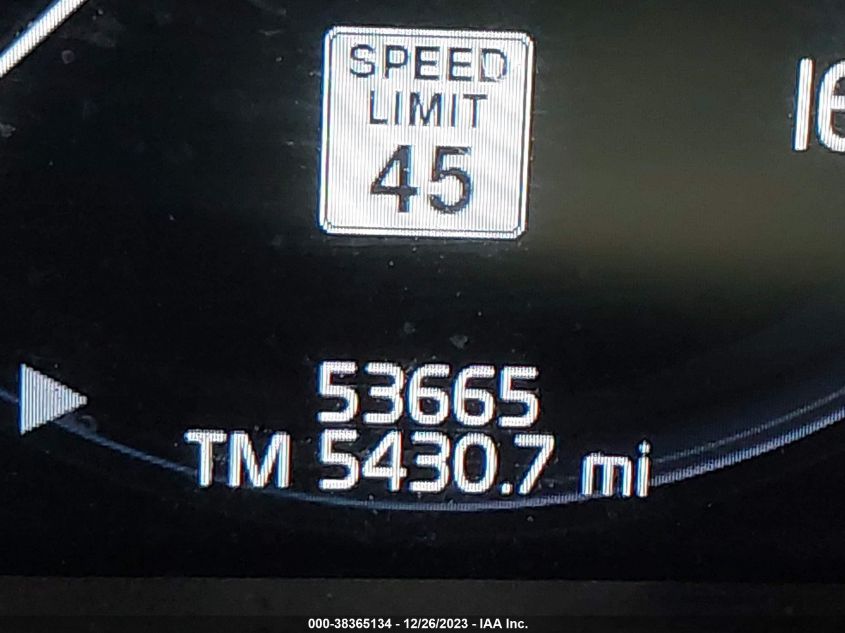 SPEED
LIMIT
45
53665
TM 5430.7 mi
000-38365134 - 12/26/2023 - IAA Inc.